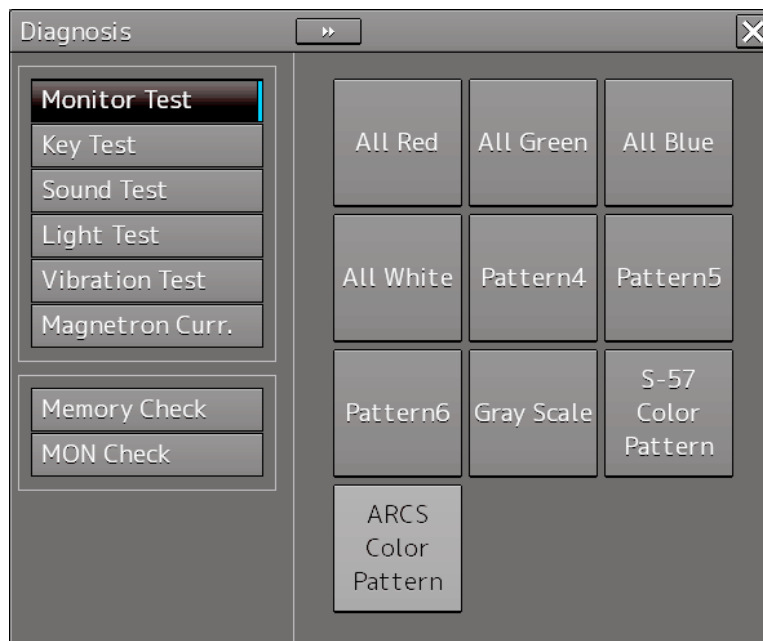 Diagnosis
Monitor Test
Key Test
Sound Test
Light Test
Vibration Test
Magnetron Curr.
Memory Check
MON Check
All Red
All Green
All Blue
All White
Pattern4
Pattern5
Pattern6
Gray Scale
S-57
Color
Pattern
ARCS
Color
Pattern